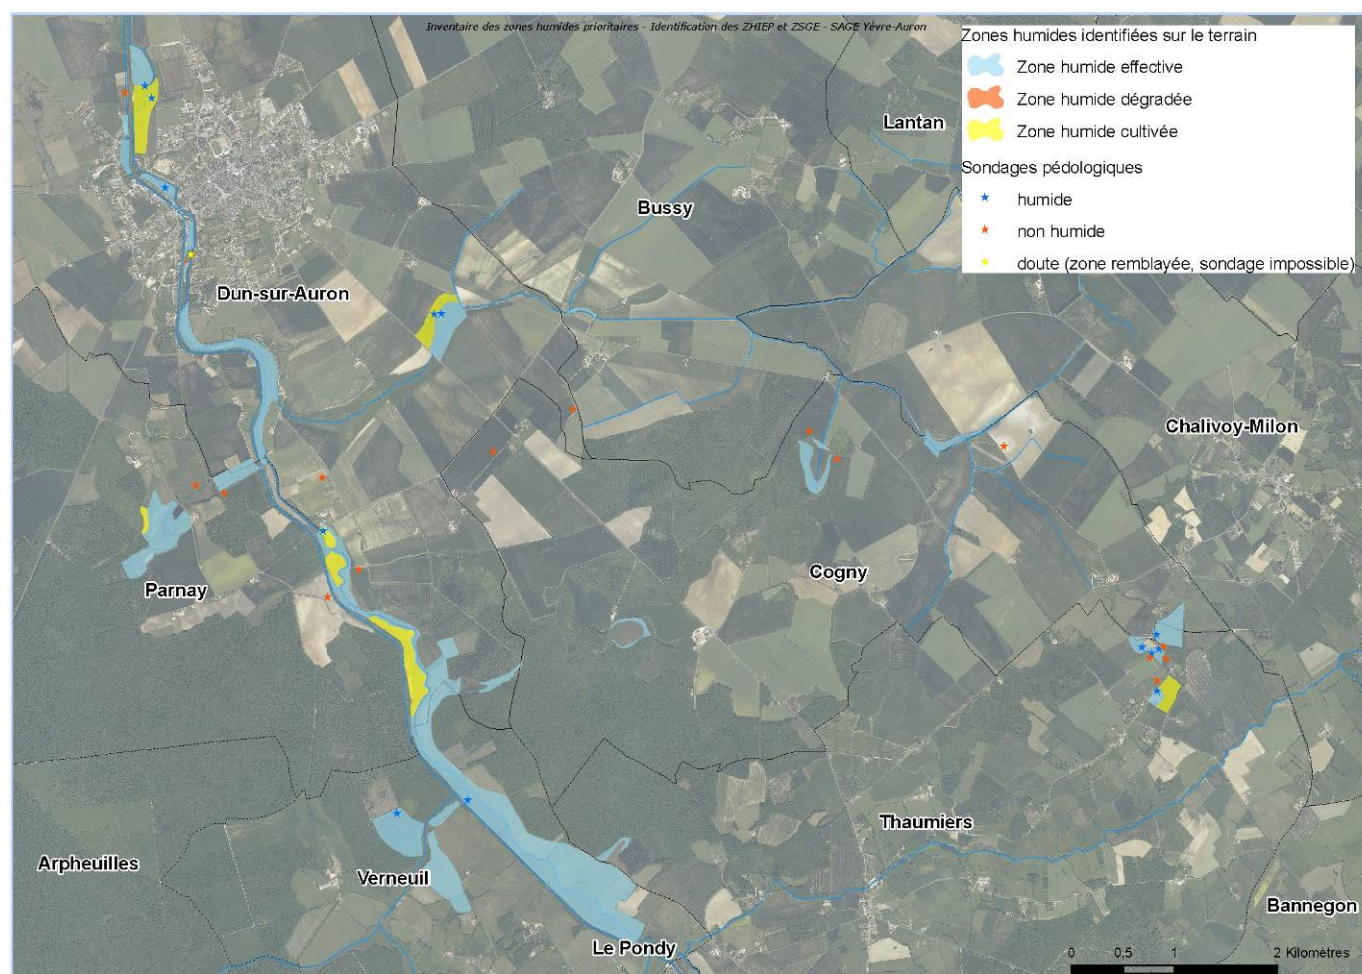 Inventaire des zones humides prioritaires - Identification des ZHIEP et ZSGE - SAGE Yèvre-Auron
Zones humides identifiées sur le terrain
Zone humide effective
Zone humide dégradée
Zone humide cultivée
Sondages pédologiques
humide
non humide
doute (zone remblayée, sondage impossible)
Lantan
Bussy
Dun-sur-Auron
Chalivoy-Milon
Cogny
Parnay
Thaumiers
Arpheuilles
Verneuil
Bannegon
Le Pondy
0 0,5 1 2 Kilomètres